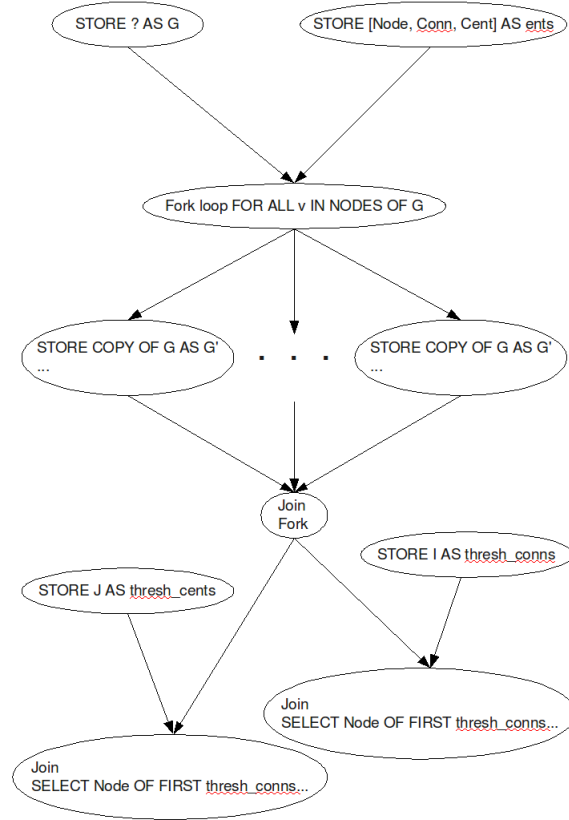 STORE ? AS G
STORE [Node, Conn, Cent] AS ents
Fork loop FOR ALL v IN NODES OF G
STORE COPY OF G AS G'
...
. . .
STORE COPY OF G AS G'
...
Join
Fork
STORE I AS thresh_conns
STORE J AS thresh_cents
Join
SELECT Node OF FIRST thresh_conns...
Join
SELECT Node OF FIRST thresh_conns...